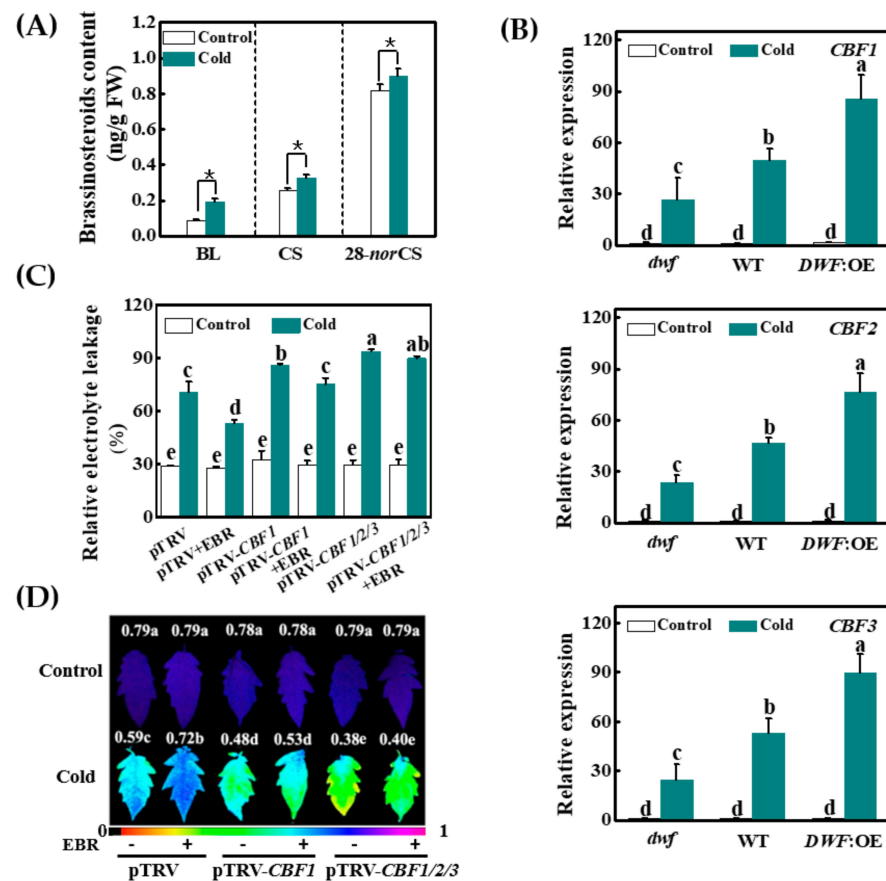 (A)
Brassinosteroids content
(ng/g FW)
1.2
1.0
0.8
0.6
0.4
0.2
0.0
Control
Cold
*
*
*
BL
CS
28-norCS
(B)
Relative expression
120
90
60
30
0
Control
Cold
CBF1
d
c
d
b
d
a
dwf
WT
DWF:OE
Relative expression
120
90
60
30
0
Control
Cold
CBF2
d
c
d
b
d
a
dwf
WT
DWF:OE
Relative expression
120
90
60
30
0
Control
Cold
CBF3
d
c
d
b
d
a
dwf
WT
DWF:OE
(C)
Relative electrolyte leakage
(%)
120
90
60
30
0
Control
Cold
e
c
e
d
e
b
e
c
e
a
e
ab
pTRV
pTRV+EBR
pTRV-CBF1
pTRV-CBF1
+EBR
pTRV-CBF1/2/3
pTRV-CBF1/2/3
+EBR
(D)
0.79a 0.79a 0.78a 0.78a 0.79a 0.79a
Control
0.59c 0.72b 0.48d 0.53d 0.38e 0.40e
Cold
0 1
EBR - + - + - +
pTRV pTRV-CBF1 pTRV-CBF1/2/3